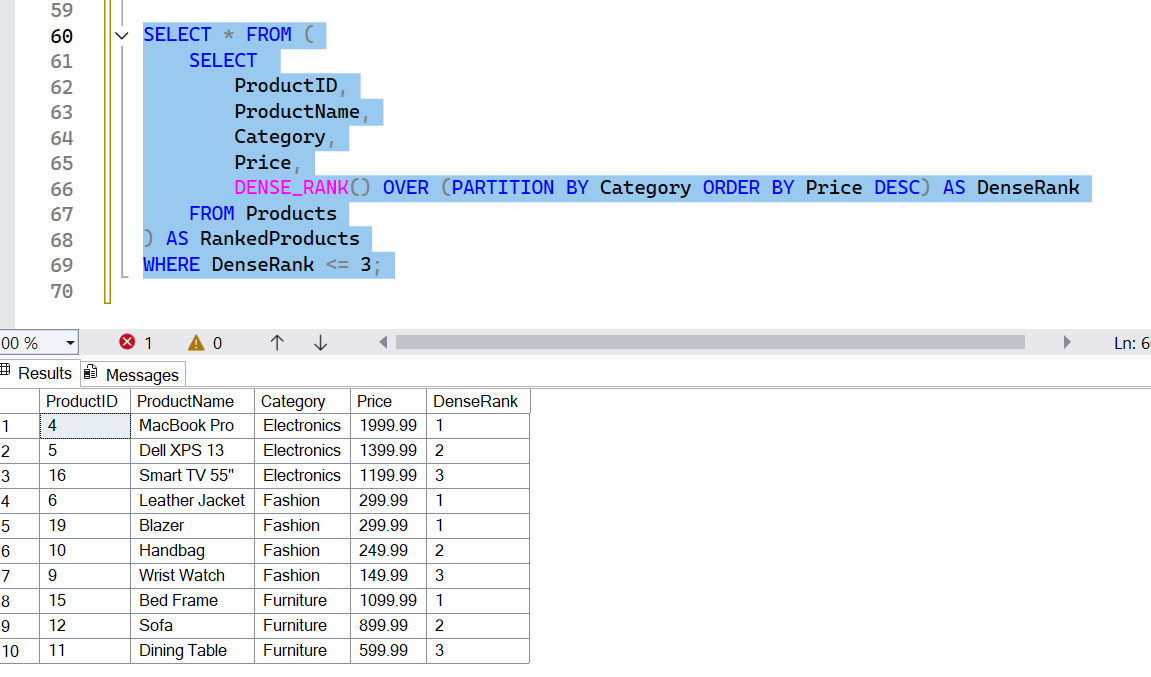 59
60 SELECT * FROM (
61 SELECT
62 ProductID,
63 ProductName,
64 Category,
65 Price,
66 DENSE_RANK() OVER (PARTITION BY Category ORDER BY Price DESC) AS DenseRank
67 FROM Products
68 ) AS RankedProducts
69 WHERE DenseRank <= 3;
70
00 % 1 0 Ln: 6
Results Messages
ProductID ProductName Category Price DenseRank
1 4 MacBook Pro Electronics 1999.99 1
2 5 Dell XPS 13 Electronics 1399.99 2
3 16 Smart TV 55" Electronics 1199.99 3
4 6 Leather Jacket Fashion 299.99 1
5 19 Blazer Fashion 299.99 1
6 10 Handbag Fashion 249.99 2
7 9 Wrist Watch Fashion 149.99 3
8 15 Bed Frame Furniture 1099.99 1
9 12 Sofa Furniture 899.99 2
10 11 Dining Table Furniture 599.99 3